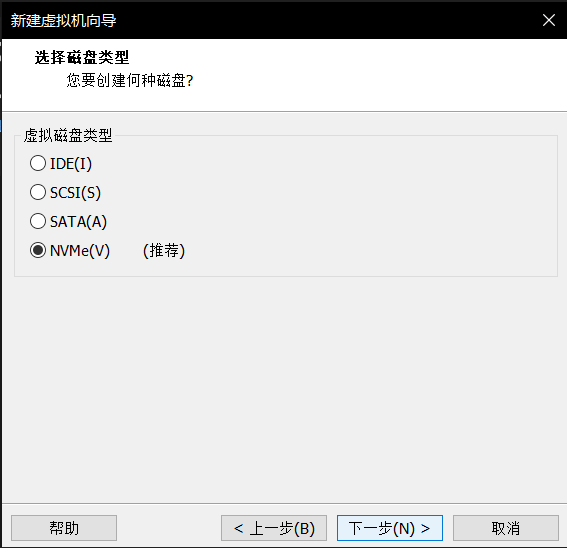 新建虚拟机向导
选择磁盘类型
您要创建何种磁盘?
虚拟磁盘类型
IDE(I)
SCSI(S)
SATA(A)
NVMe(V) (推荐)
帮助 < 上一步(B) 下一步(N) > 取消